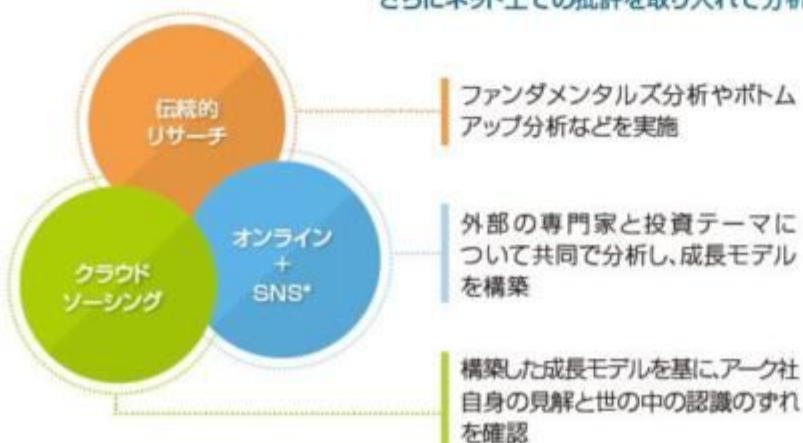 さらにネット上での批評を取り入れて分析
伝統的
リサーチ
ファンダメンタルズ分析やボトム
アップ分析などを実施
オンライン
+
SNS*
外部の専門家と投資テーマに
ついて共同で分析し、成長モデル
を構築
クラウド
ソーシング
構築した成長モデルを基に、アーク社
自身の見解と世の中の認識のずれ
を確認